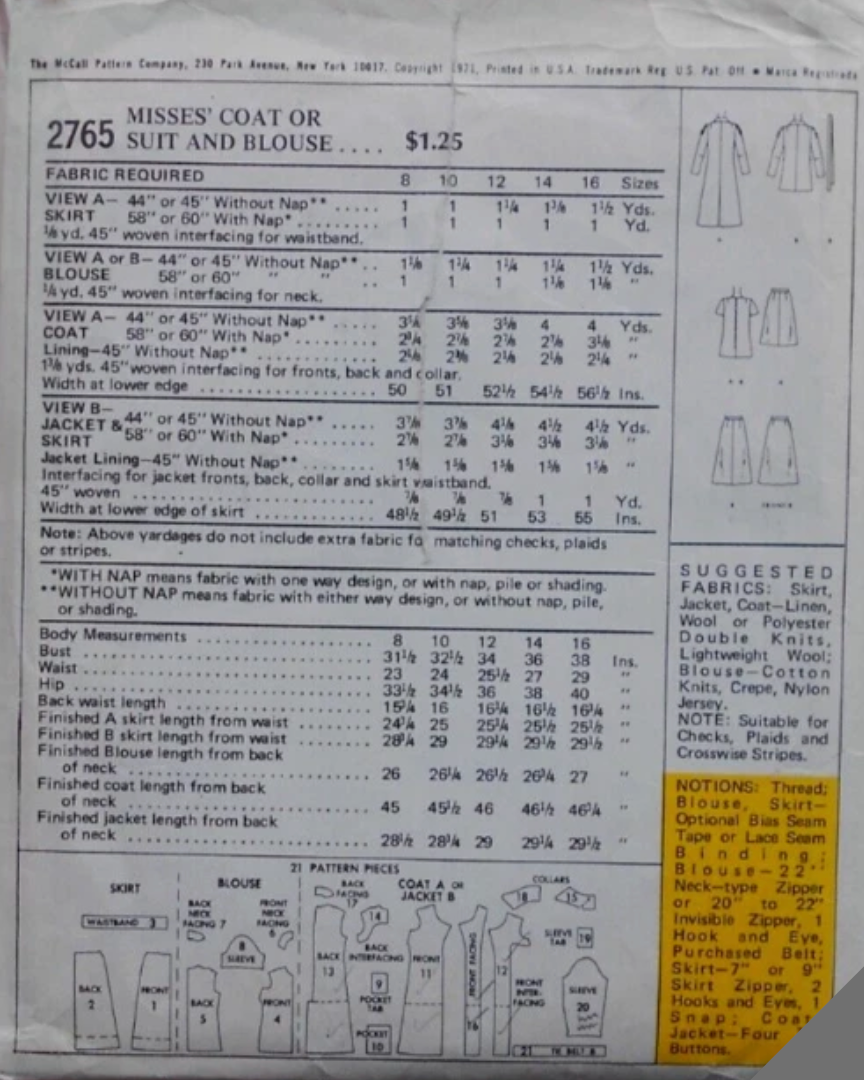 The McCall Pattern Company, 230 Park Avenue, New York 10017. Copyright 1971, Printed in U.S.A. Trademark Reg. U.S. Pat. Off. • Marca Registrada
2765 MISSES' COAT OR
SUIT AND BLOUSE.... $1.25
FABRIC REQUIRED 8 10 12 14 16 Sizes
VIEW A— 44" or 45" Without Nap** ..... 1 1 1¼ 1⅜ 1½ Yds.
SKIRT 58" or 60" With Nap* ......... 1 1 1 1 1 Yd.
⅛ yd. 45" woven interfacing for waistband.
VIEW A or B— 44" or 45" Without Nap** .. 1⅛ 1¼ 1¼ 1¼ 1½ Yds.
BLOUSE 58" or 60" " " .. 1 1 1 1⅛ 1⅛ "
¼ yd. 45" woven interfacing for neck.
VIEW A— 44" or 45" Without Nap** ..... 4 4 Yds.
COAT 58" or 60" With Nap* ......... 2¾ 2⅞ 2⅞ 2⅞ 3⅛ "
Lining—45" Without Nap** ............ 2⅛ 2¼ "
1⅜ yds. 45" woven interfacing for fronts, back and collar.
Width at lower edge .................. 50 51 52½ 54½ 56½ Ins.
VIEW B—
JACKET & 44" or 45" Without Nap** ..... 3⅞ 3⅞ 4⅛ 4½ 4½ Yds.
SKIRT 58" or 60" With Nap* ......... 2⅞ 2⅞ 3⅛ 3⅛ 3⅛ "
Jacket Lining—45" Without Nap** ........ 1⅝ 1⅝ 1⅝ 1⅝ 1⅝ "
Interfacing for jacket fronts, back, collar and skirt waistband.
45" woven ......................... ⅞ ⅞ ⅞ 1 1 Yd.
Width at lower edge of skirt ............. 48½ 49½ 51 53 55 Ins.
Note: Above yardages do not include extra fabric fo matching checks, plaids
or stripes.
*WITH NAP means fabric with one way design, or with nap, pile or shading.
**WITHOUT NAP means fabric with either way design, or without nap, pile,
or shading.
Body Measurements .................... 8 10 12 14 16
Bust ............................... 31½ 32½ 34 36 38 Ins.
Waist .............................. 23 24 25½ 27 29 "
Hip ................................ 33½ 34½ 36 38 40 "
Back waist length ...................... 15¾ 16 16¼ 16½ 16¾ "
Finished A skirt length from waist ......... 24¾ 25 25¼ 25½ 25½ "
Finished B skirt length from waist ......... 28¾ 29 29¼ 29½ 29½ "
Finished Blouse length from back
of neck ........................... 26 26¼ 26½ 26¾ 27 "
Finished coat length from back
of neck ........................... 45 45½ 46 46½ 46¾ "
Finished jacket length from back
of neck ........................... 28½ 28¾ 29 29¼ 29½ "
SUGGESTED
FABRICS: Skirt,
Jacket, Coat—Linen,
Wool or Polyester
Double Knits,
Lightweight Wool;
Blouse—Cotton
Knits, Crepe, Nylon
Jersey.
NOTE: Suitable for
Checks, Plaids and
Crosswise Stripes.
NOTIONS: Thread;
Blouse, Skirt—
Optional Bias Seam
Tape or Lace Seam
Binding;
Blouse—22"
Neck—type Zipper
or 20" to 22"
Invisible Zipper, 1
Hook and Eye,
Purchased Belt;
Skirt—7" or 9"
Skirt Zipper, 2
Hooks and Eyes, 1
Snap; Coat,
Jacket—Four
Buttons.
21 PATTERN PIECES
SKIRT
WAISTBAND 3
BACK 2
FRONT 1
BLOUSE
BACK NECK FACING 7
FRONT NECK FACING 6
8 SLEEVE
BACK 5
FRONT 4
COAT A OR
JACKET B
BACK FACING 17
14
BACK INTERFACING
BACK 13
9
POCKET TAB
POCKET 10
FRONT 11
FRONT FACING
16
12
FRONT INTERFACING
COLLARS
18
15
SLEEVE TAB 19
SLEEVE 20
21